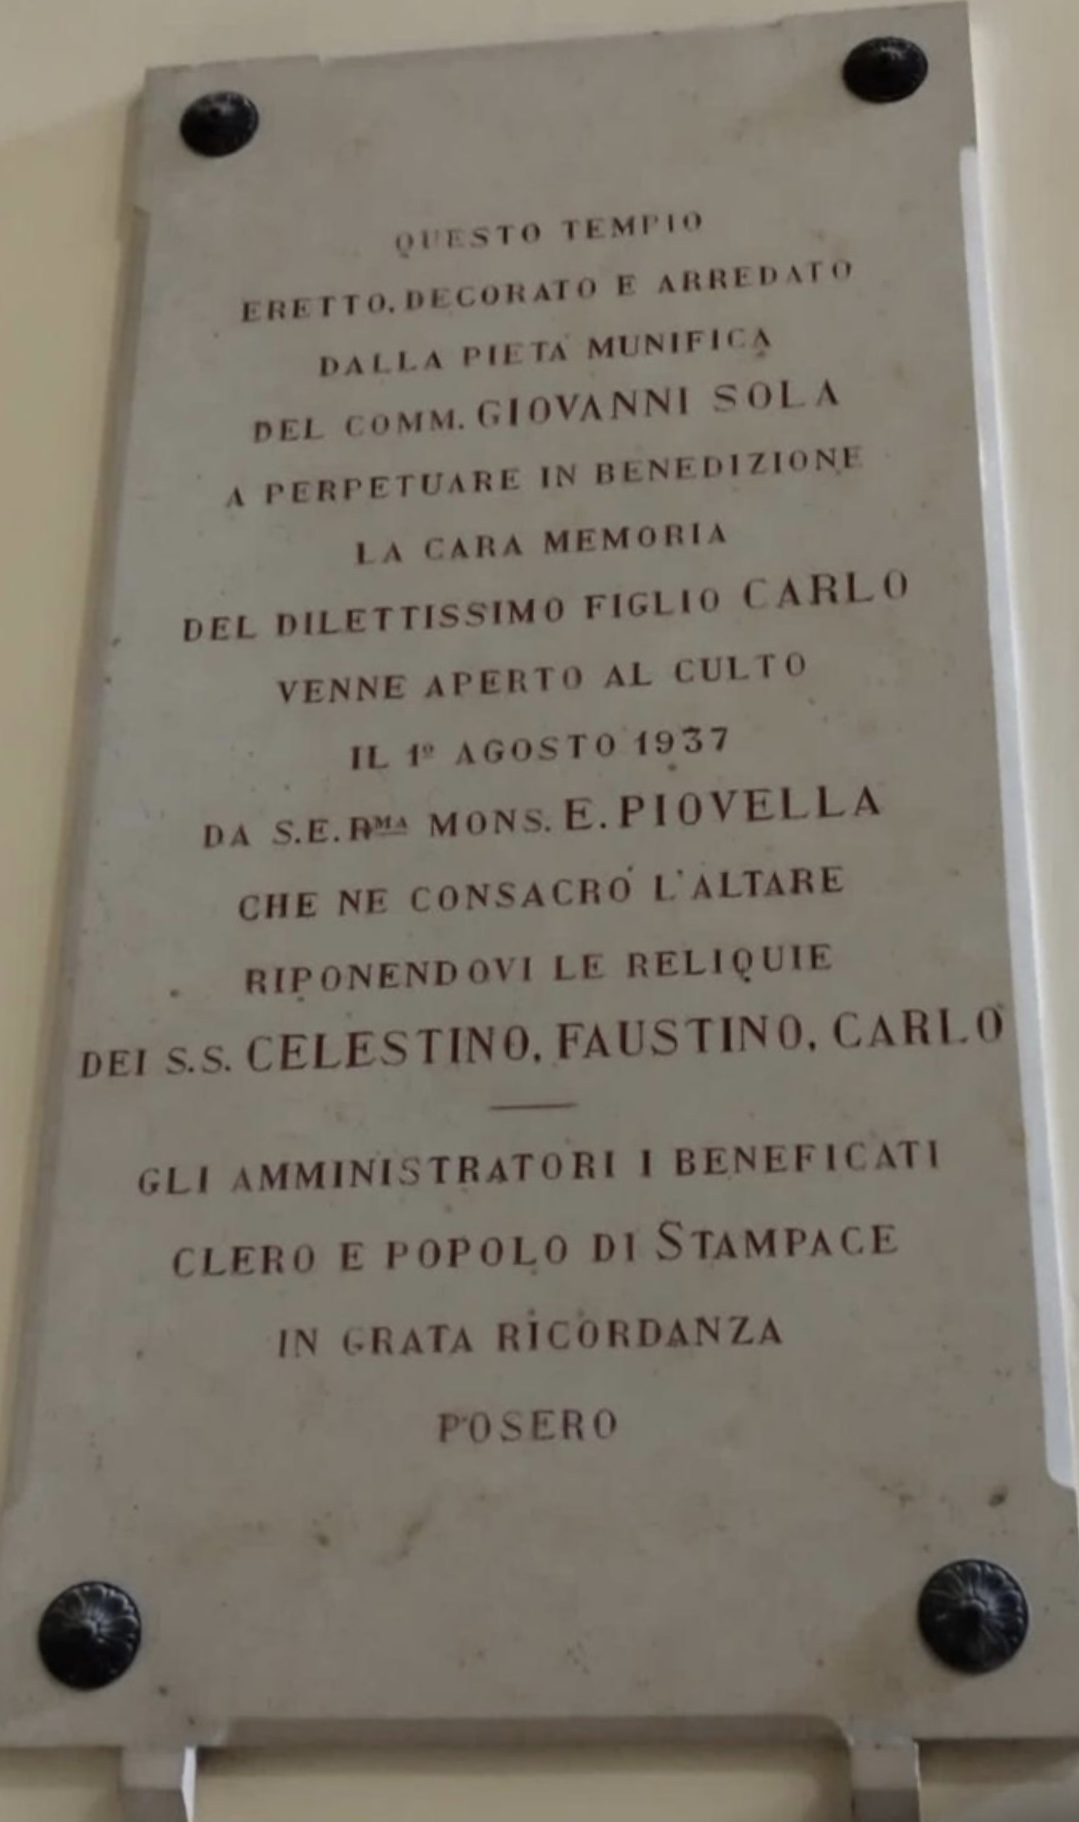 QUESTO TEMPIO
ERETTO, DECORATO E ARREDATO
DALLA PIETÀ MUNIFICA
DEL COMM. GIOVANNI SOLA
A PERPETUARE IN BENEDIZIONE
LA CARA MEMORIA
DEL DILETTISSIMO FIGLIO CARLO
VENNE APERTO AL CULTO
IL 1º AGOSTO 1937
DA S.E.RMA MONS. E. PIOVELLA
CHE NE CONSACRÓ L'ALTARE
RIPONENDOVI LE RELIQUIE
DEI S.S. CELESTINO, FAUSTINO, CARLO
GLI AMMINISTRATORI I BENEFICATI
CLERO E POPOLO DI STAMPACE
IN GRATA RICORDANZA
POSERO